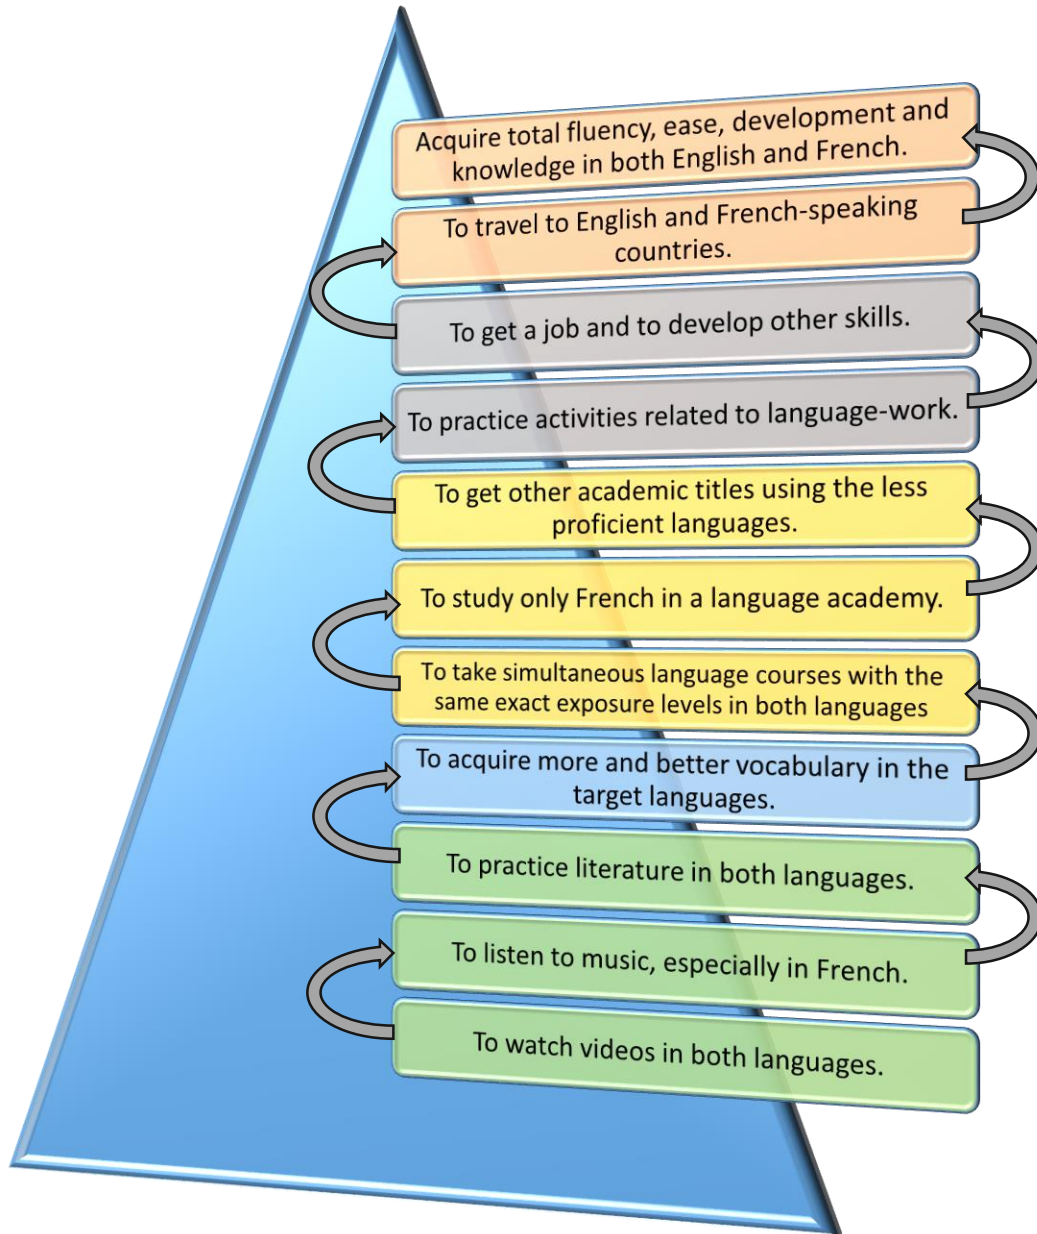 Acquire total fluency, ease, development and
knowledge in both English and French.
To travel to English and French-speaking
countries.
To get a job and to develop other skills.
To practice activities related to language-work.
To get other academic titles using the less
proficient languages.
To study only French in a language academy.
To take simultaneous language courses with the
same exact exposure levels in both languages
To acquire more and better vocabulary in the
target languages.
To practice literature in both languages.
To listen to music, especially in French.
To watch videos in both languages.